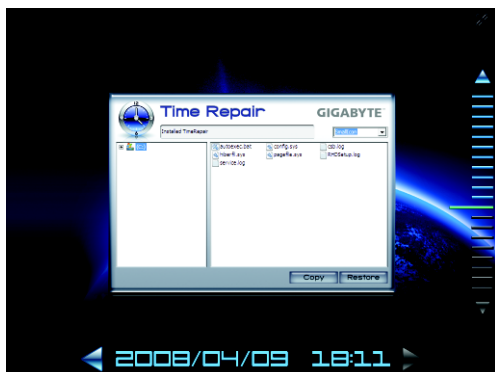 Time Repair
GIGABYTE
Installed TimeRepair
autoexec.bat
config.sys
csb.log
hiberfil.sys
pagefile.sys
RHDSetup.log
service.log
Copy
Restore
2008/04/09 18:11